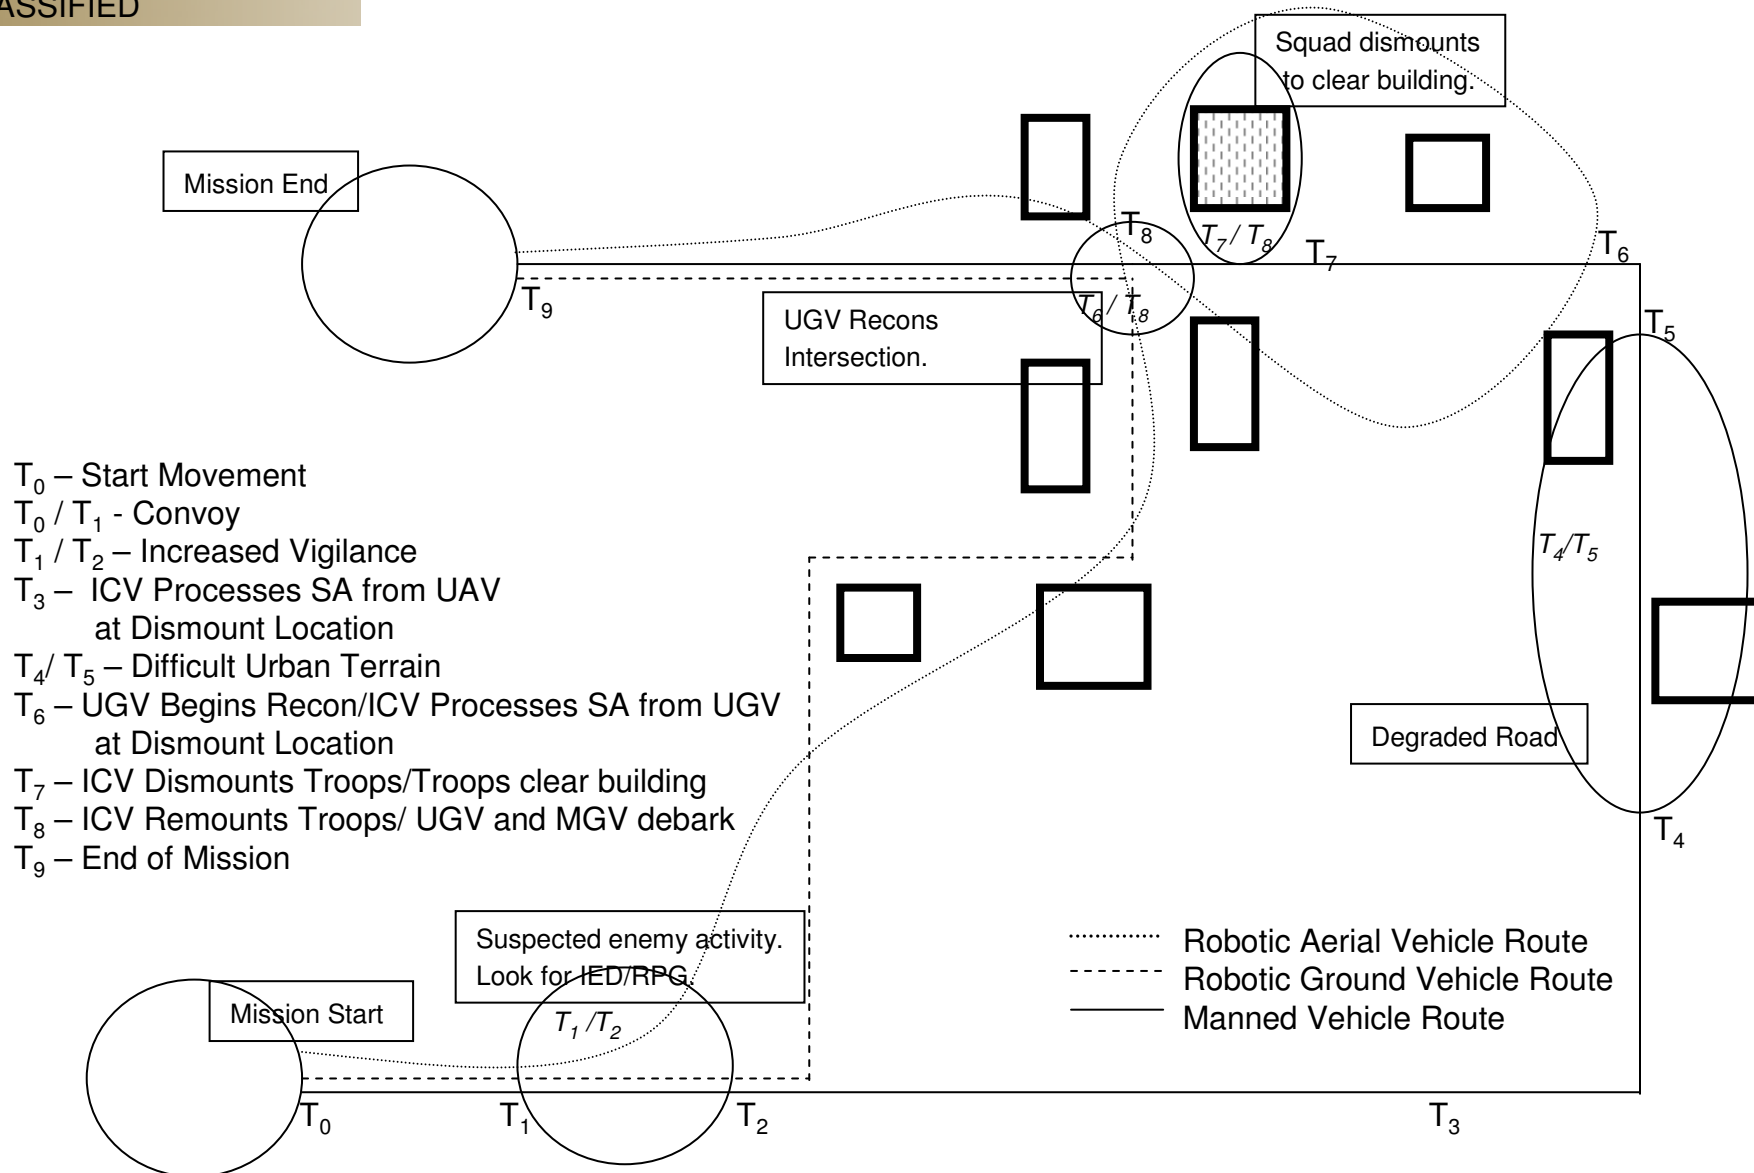 ASSIFIED
Squad dismounts
to clear building.
Mission End
T8
T7 / T8
T7
T6
T9
T6 / T8
UGV Recons
Intersection.
T5
T0 – Start Movement
T0 / T1 - Convoy
T1 / T2 – Increased Vigilance
T3 – ICV Processes SA from UAV
at Dismount Location
T4/ T5 – Difficult Urban Terrain
T6 – UGV Begins Recon/ICV Processes SA from UGV
at Dismount Location
T7 – ICV Dismounts Troops/Troops clear building
T8 – ICV Remounts Troops/ UGV and MGV debark
T9 – End of Mission
T4/T5
Degraded Road
T4
Suspected enemy activity.
Look for IED/RPG.
T1 /T2
Mission Start
Robotic Aerial Vehicle Route
Robotic Ground Vehicle Route
Manned Vehicle Route
T0
T1
T2
T3